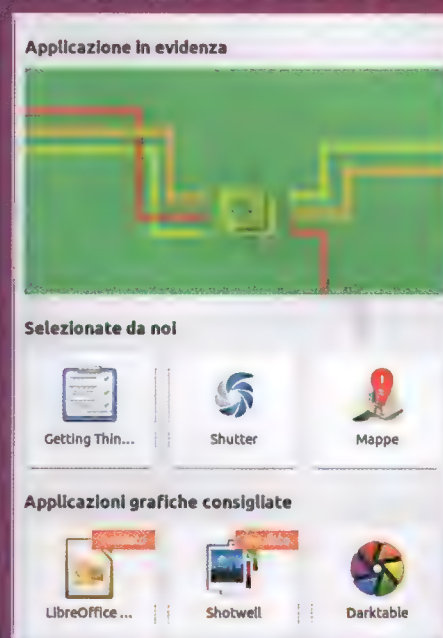 Applicazione in evidenza
Selezionate da noi
Getting Thin...
Shutter
Mappe
Applicazioni grafiche consigliate
LibreOffice ...
Shotwell
Darktable